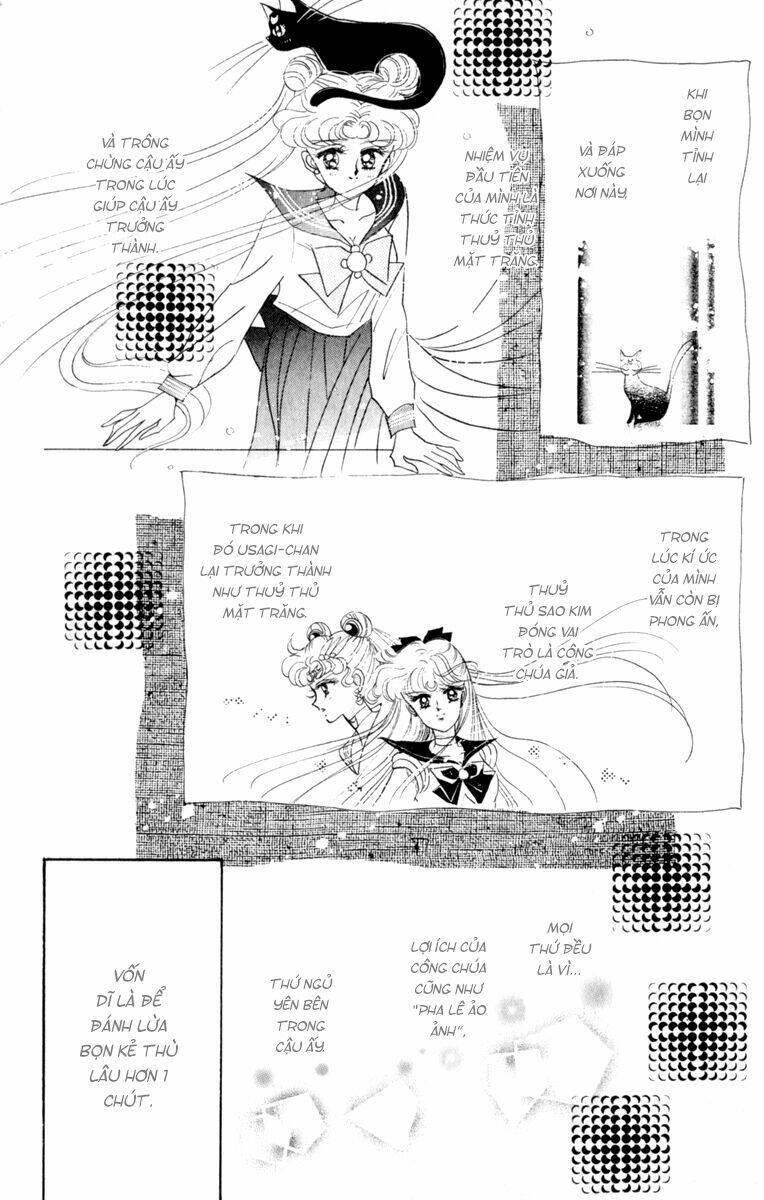 KHI
BỌN
MÌNH
TỈNH
LẠI
VÀ ĐÁP
XUỐNG
NƠI NÀY,
NHIỆM VỤ
ĐẦU TIÊN
CỦA MÌNH LÀ
THỨC TỈNH
THUỶ THỦ
MẶT TRĂNG
VÀ TRÔNG
CHỪNG CẬU ẤY
TRONG LÚC
GIÚP CẬU ẤY
TRƯỞNG
THÀNH.
TRONG
LÚC KÍ ỨC
CỦA MÌNH
VẪN CÒN BỊ
PHONG ẤN,
THUỶ
THỦ SAO KIM
ĐÓNG VAI
TRÒ LÀ CÔNG
CHÚA GIẢ.
TRONG KHI
ĐÓ USAGI-CHAN
LẠI TRƯỞNG THÀNH
NHƯ THUỶ THỦ
MẶT TRĂNG.
MỌI
THỨ ĐỀU
LÀ VÌ...
LỢI ÍCH CỦA
CÔNG CHÚA
CŨNG NHƯ
"PHA LÊ ẢO
ẢNH",
THỨ NGỦ
YÊN BÊN
TRONG
CẬU ẤY.
VỐN
DĨ LÀ ĐỂ
ĐÁNH LỪA
BỌN KẺ THÙ
LÂU HƠN 1
CHÚT.